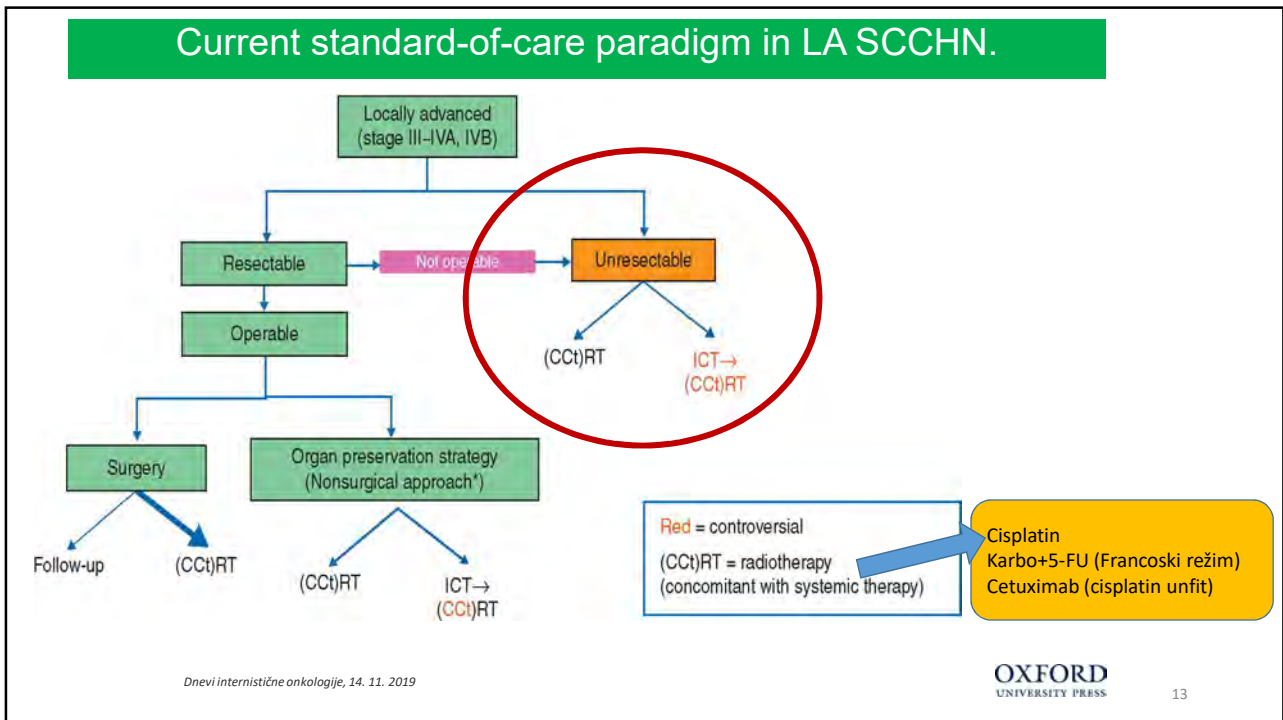 Current standard-of-care paradigm in LA SCCHN.
Locally advanced
(stage III–IVA, IVB)
Resectable
Not operable
Unresectable
Operable
(CCt)RT
ICT→
(CCt)RT
Surgery
Organ preservation strategy
(Nonsurgical approach*)
Follow-up
(CCt)RT
(CCt)RT
ICT→
(CCt)RT
Red = controversial
(CCt)RT = radiotherapy
(concomitant with systemic therapy)
Cisplatin
Karbo+5-FU (Francoski režim)
Cetuximab (cisplatin unfit)
Dnevi internistične onkologije, 14. 11. 2019
OXFORD
UNIVERSITY PRESS
13